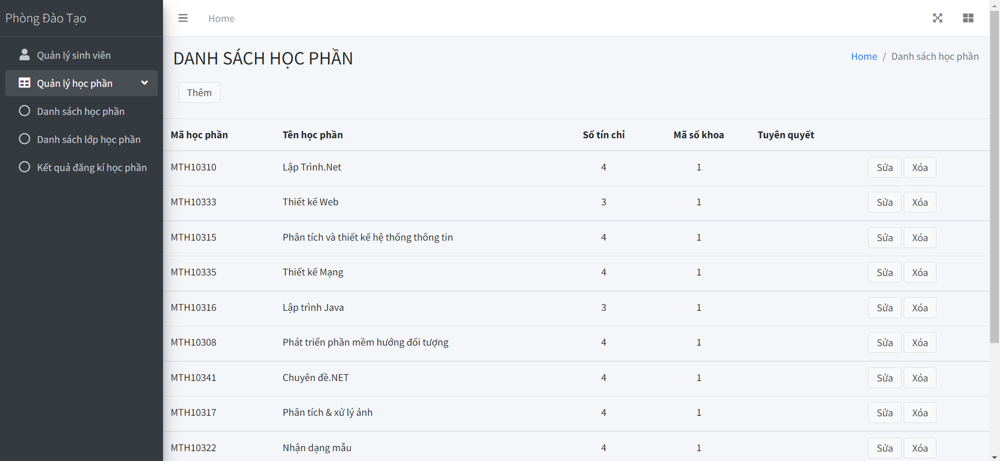 Phòng Đào Tạo
Home
Quản lý sinh viên
Quản lý học phần
Danh sách học phần
Danh sách lớp học phần
Kết quả đăng kí học phần
DANH SÁCH HỌC PHẦN
Home / Danh sách học phần
Thêm
Mã học phần Tên học phần Số tín chỉ Mã số khoa Tuyên quyết
MTH10310 Lập Trình.Net 4 1 Sửa Xóa
MTH10333 Thiết kế Web 3 1 Sửa Xóa
MTH10315 Phân tích và thiết kế hệ thống thông tin 4 1 Sửa Xóa
MTH10335 Thiết kế Mạng 4 1 Sửa Xóa
MTH10316 Lập trình Java 3 1 Sửa Xóa
MTH10308 Phát triển phần mềm hướng đối tượng 4 1 Sửa Xóa
MTH10341 Chuyên đề.NET 4 1 Sửa Xóa
MTH10317 Phân tích & xử lý ảnh 4 1 Sửa Xóa
MTH10322 Nhận dạng mẫu 4 1 Sửa Xóa